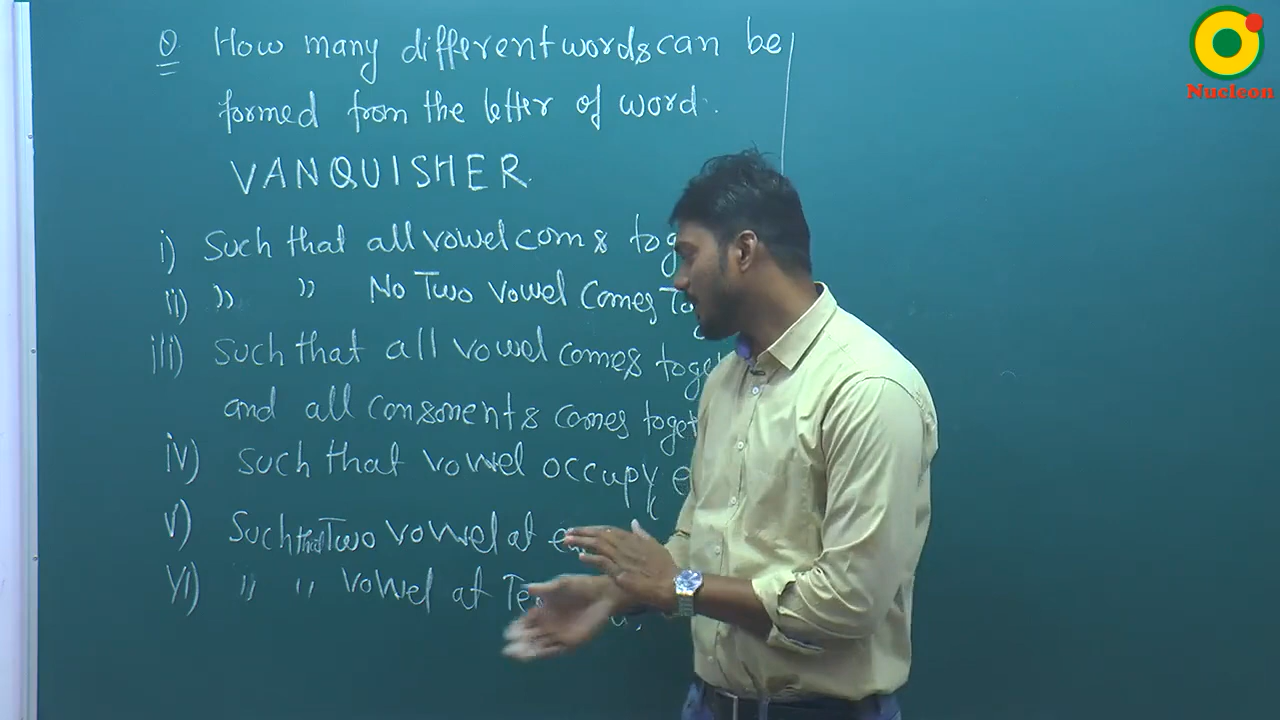 Q. How many different words can be
formed from the letter of word.
VANQUISHER
i) Such that all vowel coms tog
ii) " " No Two vowel Comes Tog
iii) Such that all vowel comes toge
and all consonents comes toget
iv) such that vowel occupy e
v) Such that Two vowel at
vi) " " vowel at
Nucleon